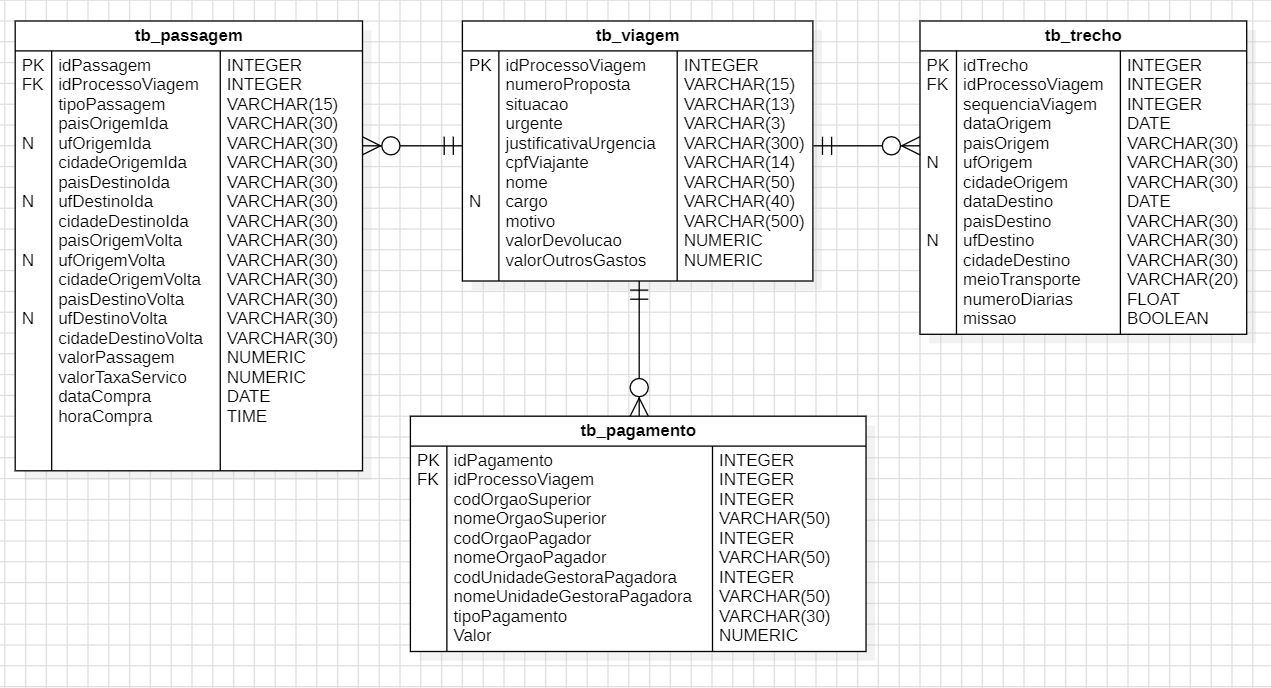 tb_passagem
PK idPassagem INTEGER
FK idProcessoViagem INTEGER
tipoPassagem VARCHAR(15)
paisOrigemIda VARCHAR(30)
N ufOrigemIda VARCHAR(30)
cidadeOrigemIda VARCHAR(30)
paisDestinoIda VARCHAR(30)
N ufDestinoIda VARCHAR(30)
cidadeDestinoIda VARCHAR(30)
paisOrigemVolta VARCHAR(30)
N ufOrigemVolta VARCHAR(30)
cidadeOrigemVolta VARCHAR(30)
paisDestinoVolta VARCHAR(30)
N ufDestinoVolta VARCHAR(30)
cidadeDestinoVolta VARCHAR(30)
valorPassagem NUMERIC
valorTaxaServico NUMERIC
dataCompra DATE
horaCompra TIME
tb_viagem
PK idProcessoViagem INTEGER
numeroProposta VARCHAR(15)
situacao VARCHAR(13)
urgente VARCHAR(3)
justificativaUrgencia VARCHAR(300)
cpfViajante VARCHAR(14)
nome VARCHAR(50)
N cargo VARCHAR(40)
motivo VARCHAR(500)
valorDevolucao NUMERIC
valorOutrosGastos NUMERIC
tb_trecho
PK idTrecho INTEGER
FK idProcessoViagem INTEGER
sequenciaViagem INTEGER
dataOrigem DATE
paisOrigem VARCHAR(30)
N ufOrigem VARCHAR(30)
cidadeOrigem VARCHAR(30)
dataDestino DATE
paisDestino VARCHAR(30)
N ufDestino VARCHAR(30)
cidadeDestino VARCHAR(30)
meioTransporte VARCHAR(20)
numeroDiarias FLOAT
missao BOOLEAN
tb_pagamento
PK idPagamento INTEGER
FK idProcessoViagem INTEGER
codOrgaoSuperior INTEGER
nomeOrgaoSuperior VARCHAR(50)
codOrgaoPagador INTEGER
nomeOrgaoPagador VARCHAR(50)
codUnidadeGestoraPagadora INTEGER
nomeUnidadeGestoraPagadora VARCHAR(50)
tipoPagamento VARCHAR(30)
Valor NUMERIC